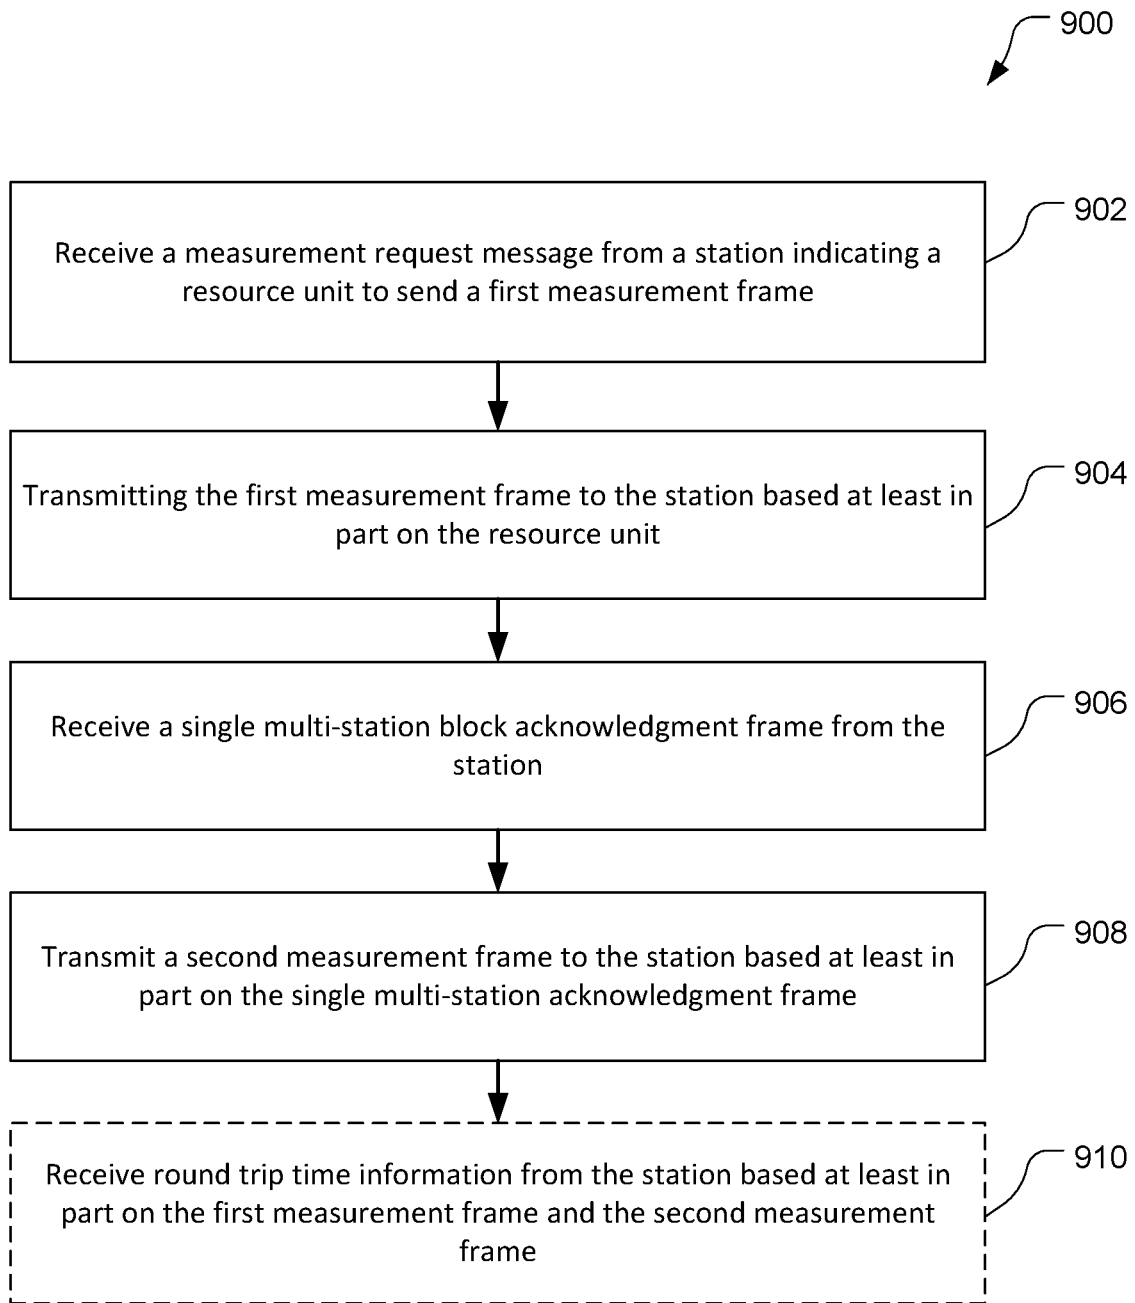 900
Receive a measurement request message from a station indicating a
resource unit to send a first measurement frame
902
Transmitting the first measurement frame to the station based at least in
part on the resource unit
904
Receive a single multi-station block acknowledgment frame from the
station
906
Transmit a second measurement frame to the station based at least in
part on the single multi-station acknowledgment frame
908
Receive round trip time information from the station based at least in
part on the first measurement frame and the second measurement
frame
910